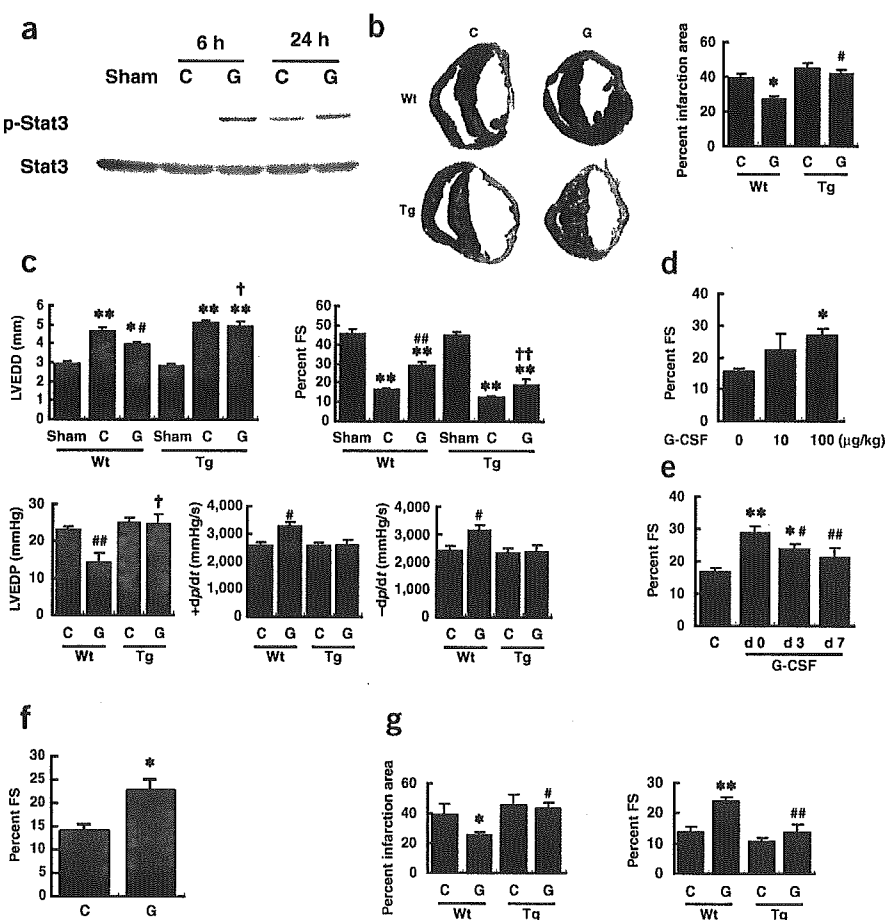 a
6 h
24 h
Sham C G C G
p-Stat3
Stat3
b
C G
Wt
Tg
Percent infarction area
60
40
20
0
* #
C G C G
Wt Tg
c
LVEDD (mm)
6
5
4
3
2
1
0
** *# ** † **
Sham C G Sham C G
Wt Tg
Percent FS
60
50
40
30
20
10
0
** ## ** ** †† **
Sham C G Sham C G
Wt Tg
d
Percent FS
40
30
20
10
0
*
G-CSF 0 10 100 (µg/kg)
LVEDP (mmHg)
30
20
10
0
## †
C G C G
Wt Tg
+dp/dt (mmHg/s)
4,000
3,000
2,000
1,000
0
#
C G C G
Wt Tg
−dp/dt (mmHg/s)
4,000
3,000
2,000
1,000
0
#
C G C G
Wt Tg
e
Percent FS
40
30
20
10
0
** *# ##
C d 0 d 3 d 7
G-CSF
f
Percent FS
30
25
20
15
10
5
0
*
C G
g
Percent infarction area
60
40
20
0
* #
C G C G
Wt Tg
Percent FS
30
20
10
0
** ##
C G C G
Wt Tg